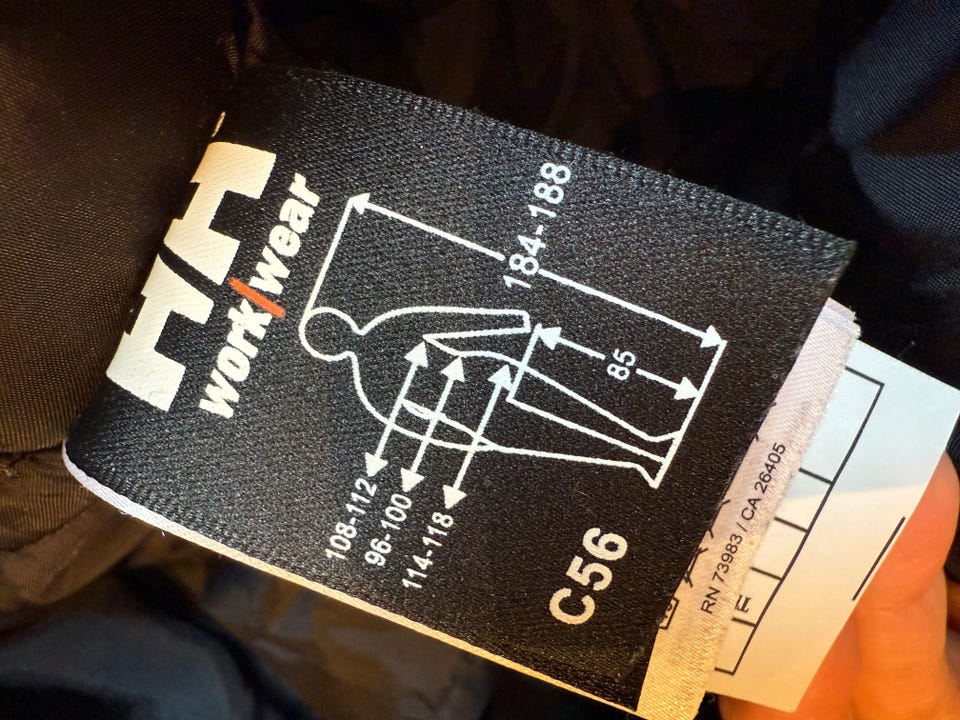 HH
work/wear
184-188
85
108-112
96-100
114-118
C56
RN 73983 / CA 26405
F